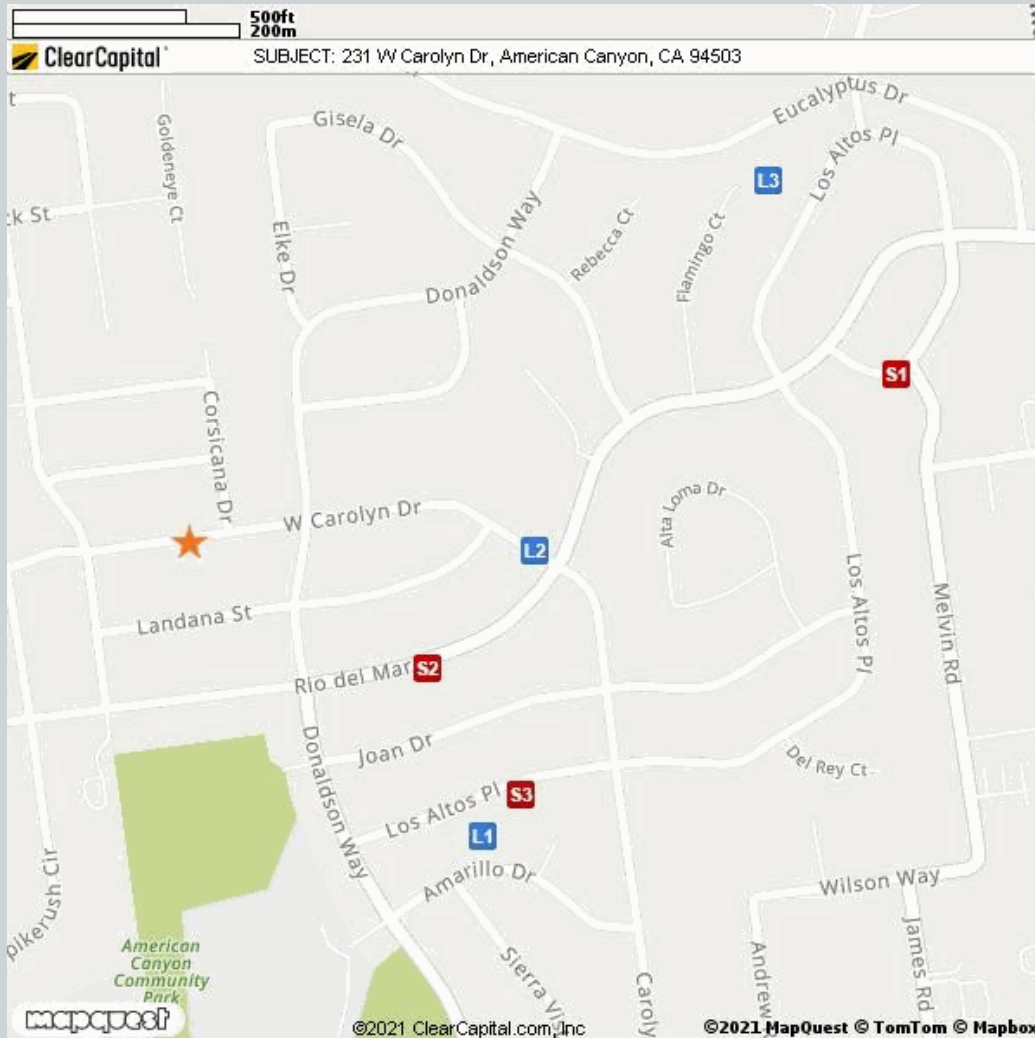 500ft
200m
ClearCapital
SUBJECT: 231 W Carolyn Dr, American Canyon, CA 94503
Eucalyptus Dr
Gisela Dr
Goldeneye Ct
Los Altos Pl
L3
ck St
Elke Dr
Donaldson Way
Rebecca Ct
Flamingo Ct
S1
Corsicana Dr
W Carolyn Dr
Alta Loma Dr
L2
Los Altos Pl
Melvin Rd
Landana St
S2
Rio del Mar
Joan Dr
Donaldson Way
Del Rey Ct
Los Altos Pl
S3
L1
Amarillo Dr
Wilson Way
pikerush Cir
American
Canyon
Community
Park
Sierra Vis
Caroly
Andrew
James Rd
mapquest
©2021 ClearCapital.com, Inc
©2021 MapQuest © TomTom © Mapbox